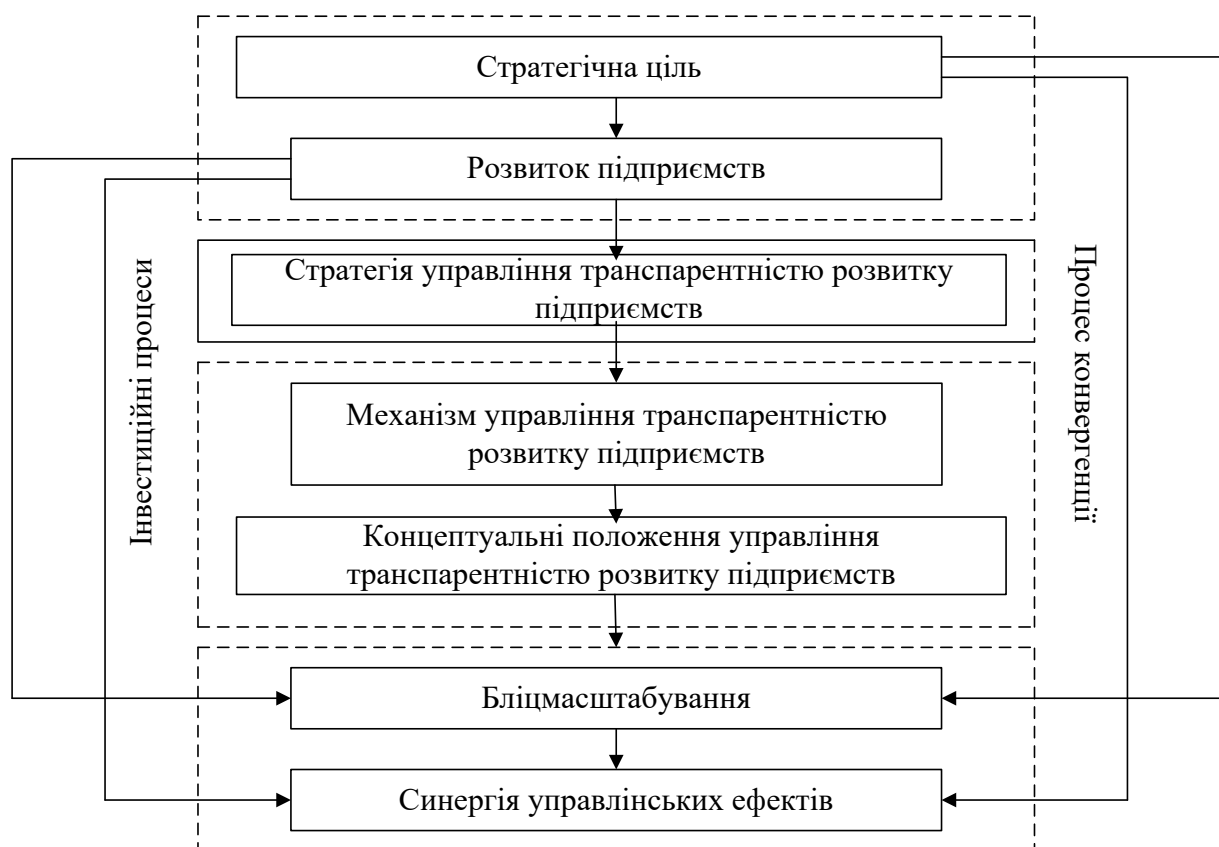 Стратегічна ціль
Розвиток підприємств
Стратегія управління транспарентністю розвитку
підприємств
Інвестиційні процеси
Процес конвергенції
Механізм управління транспарентністю
розвитку підприємств
Концептуальні положення управління
транспарентністю розвитку підприємств
Бліцмасштабування
Синергія управлінських ефектів